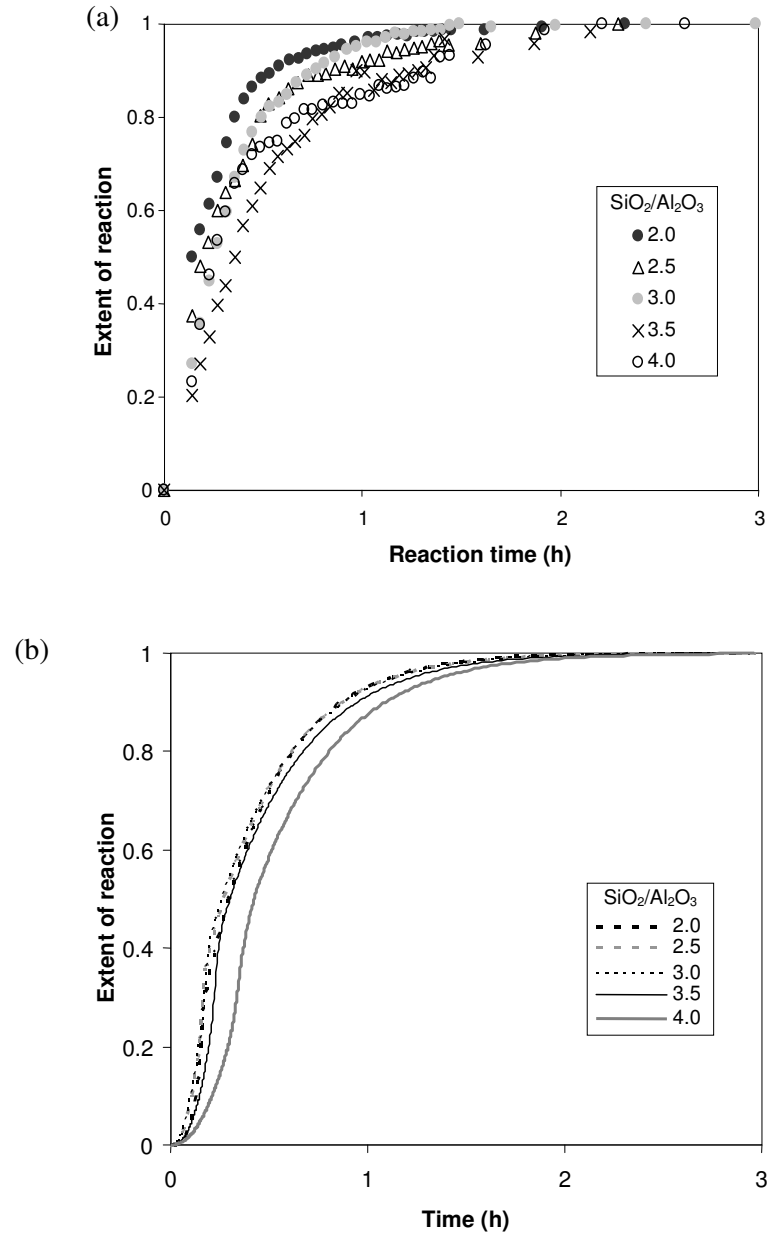 (a)
1
0.8
0.6
0.4
0.2
0
Extent of reaction
SiO₂/Al₂O₃
2.0
2.5
3.0
3.5
4.0
0 1 2 3
Reaction time (h)
(b)
1
0.8
0.6
0.4
0.2
0
Extent of reaction
SiO₂/Al₂O₃
2.0
2.5
3.0
3.5
4.0
0 1 2 3
Time (h)